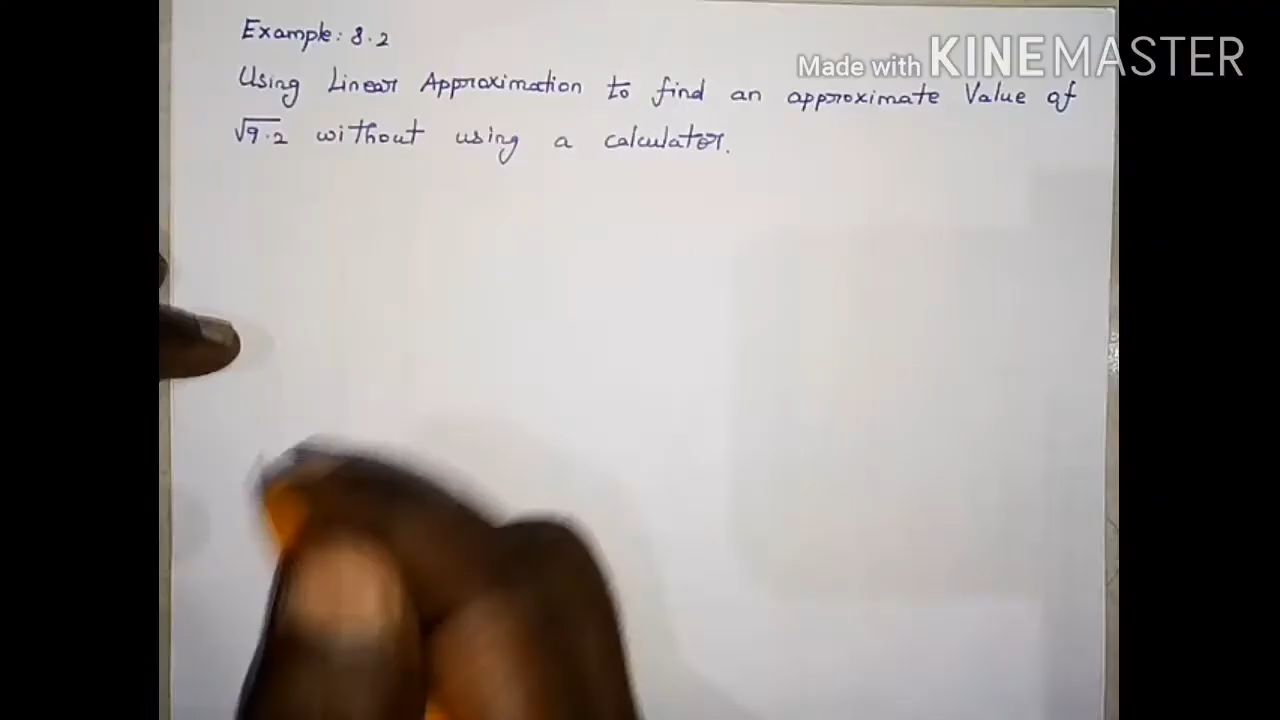 Example: 8.2
Made with KINEMASTER
Using Linear Approximation to find an approximate Value of
√9.2 without using a calculator.